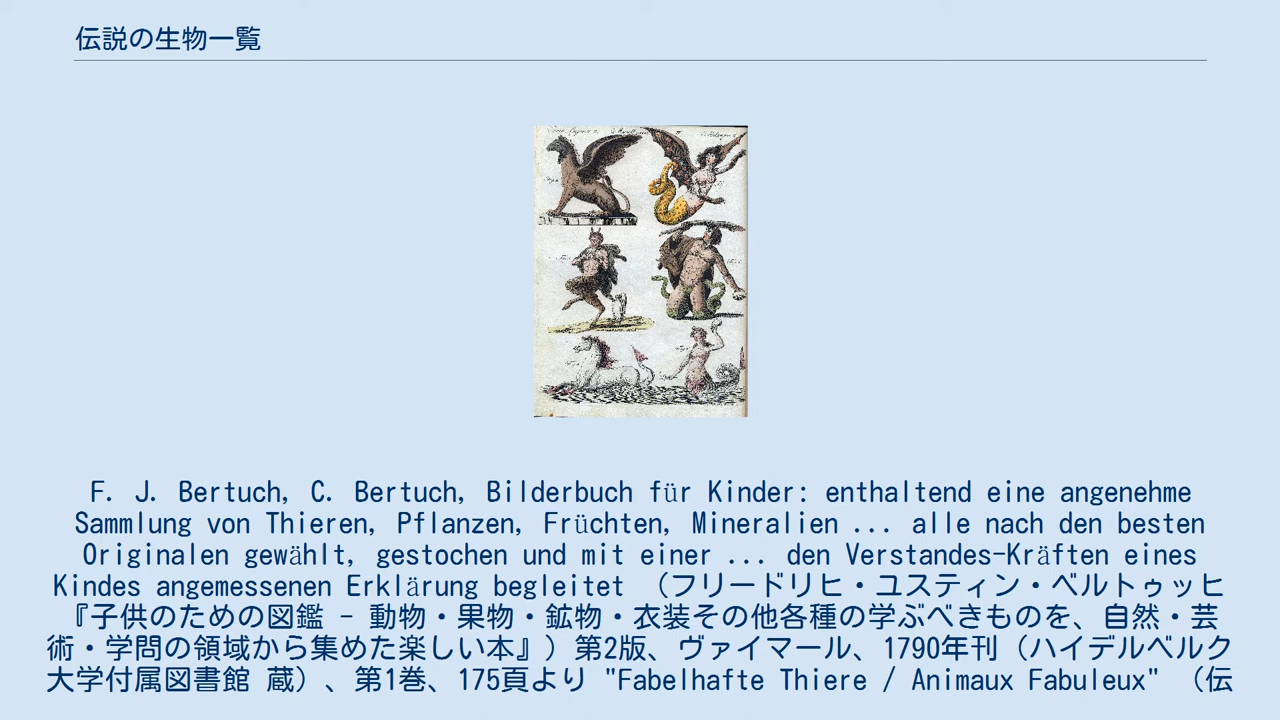 伝説の生物一覧
F. J. Bertuch, C. Bertuch, Bilderbuch für Kinder: enthaltend eine angenehme
Sammlung von Thieren, Pflanzen, Früchten, Mineralien ... alle nach den besten
Originalen gewählt, gestochen und mit einer ... den Verstandes-Kräften eines
Kindes angemessenen Erklärung begleitet （フリードリヒ・ユスティン・ベルトゥッヒ
『子供のための図鑑 - 動物・果物・鉱物・衣装その他各種の学ぶべきものを、自然・芸
術・学問の領域から集めた楽しい本』）第2版、ヴァイマール、1790年刊（ハイデルベルク
大学付属図書館 蔵）、第1巻、175頁より "Fabelhafte Thiere / Animaux Fabuleux" （伝